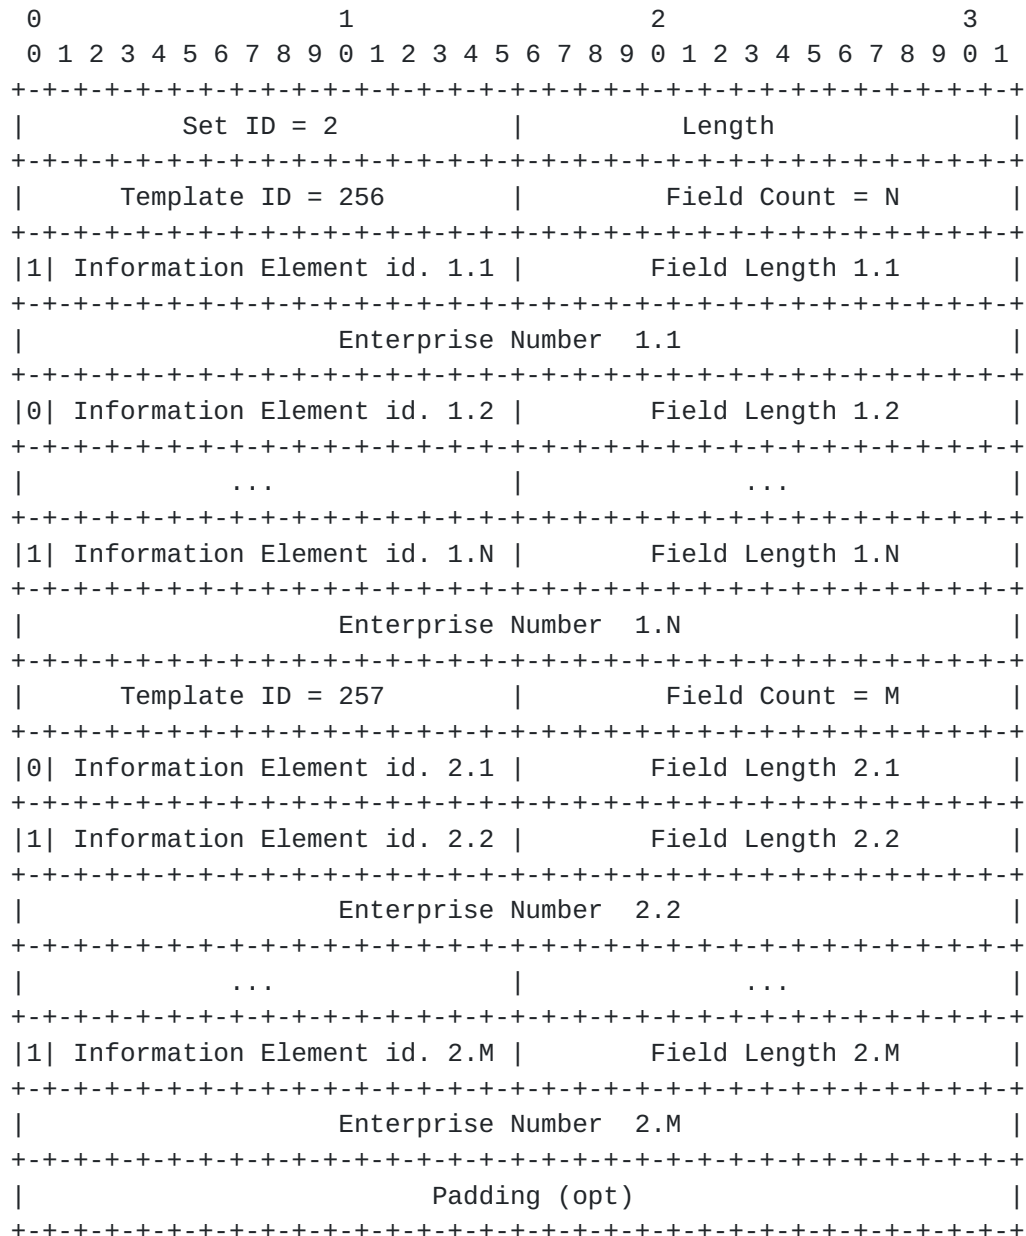 0                   1                   2                   3
 0 1 2 3 4 5 6 7 8 9 0 1 2 3 4 5 6 7 8 9 0 1 2 3 4 5 6 7 8 9 0 1
+-+-+-+-+-+-+-+-+-+-+-+-+-+-+-+-+-+-+-+-+-+-+-+-+-+-+-+-+-+-+-+-+
|          Set ID = 2           |          Length               |
+-+-+-+-+-+-+-+-+-+-+-+-+-+-+-+-+-+-+-+-+-+-+-+-+-+-+-+-+-+-+-+-+
|      Template ID = 256        |         Field Count = N       |
+-+-+-+-+-+-+-+-+-+-+-+-+-+-+-+-+-+-+-+-+-+-+-+-+-+-+-+-+-+-+-+-+
|1| Information Element id. 1.1 |        Field Length 1.1       |
+-+-+-+-+-+-+-+-+-+-+-+-+-+-+-+-+-+-+-+-+-+-+-+-+-+-+-+-+-+-+-+-+
|                    Enterprise Number  1.1                     |
+-+-+-+-+-+-+-+-+-+-+-+-+-+-+-+-+-+-+-+-+-+-+-+-+-+-+-+-+-+-+-+-+
|0| Information Element id. 1.2 |        Field Length 1.2       |
+-+-+-+-+-+-+-+-+-+-+-+-+-+-+-+-+-+-+-+-+-+-+-+-+-+-+-+-+-+-+-+-+
|             ...               |              ...              |
+-+-+-+-+-+-+-+-+-+-+-+-+-+-+-+-+-+-+-+-+-+-+-+-+-+-+-+-+-+-+-+-+
|1| Information Element id. 1.N |        Field Length 1.N       |
+-+-+-+-+-+-+-+-+-+-+-+-+-+-+-+-+-+-+-+-+-+-+-+-+-+-+-+-+-+-+-+-+
|                    Enterprise Number  1.N                     |
+-+-+-+-+-+-+-+-+-+-+-+-+-+-+-+-+-+-+-+-+-+-+-+-+-+-+-+-+-+-+-+-+
|      Template ID = 257        |         Field Count = M       |
+-+-+-+-+-+-+-+-+-+-+-+-+-+-+-+-+-+-+-+-+-+-+-+-+-+-+-+-+-+-+-+-+
|0| Information Element id. 2.1 |        Field Length 2.1       |
+-+-+-+-+-+-+-+-+-+-+-+-+-+-+-+-+-+-+-+-+-+-+-+-+-+-+-+-+-+-+-+-+
|1| Information Element id. 2.2 |        Field Length 2.2       |
+-+-+-+-+-+-+-+-+-+-+-+-+-+-+-+-+-+-+-+-+-+-+-+-+-+-+-+-+-+-+-+-+
|                    Enterprise Number  2.2                     |
+-+-+-+-+-+-+-+-+-+-+-+-+-+-+-+-+-+-+-+-+-+-+-+-+-+-+-+-+-+-+-+-+
|             ...               |              ...              |
+-+-+-+-+-+-+-+-+-+-+-+-+-+-+-+-+-+-+-+-+-+-+-+-+-+-+-+-+-+-+-+-+
|1| Information Element id. 2.M |        Field Length 2.M       |
+-+-+-+-+-+-+-+-+-+-+-+-+-+-+-+-+-+-+-+-+-+-+-+-+-+-+-+-+-+-+-+-+
|                    Enterprise Number  2.M                     |
+-+-+-+-+-+-+-+-+-+-+-+-+-+-+-+-+-+-+-+-+-+-+-+-+-+-+-+-+-+-+-+-+
|                          Padding (opt)                        |
+-+-+-+-+-+-+-+-+-+-+-+-+-+-+-+-+-+-+-+-+-+-+-+-+-+-+-+-+-+-+-+-+